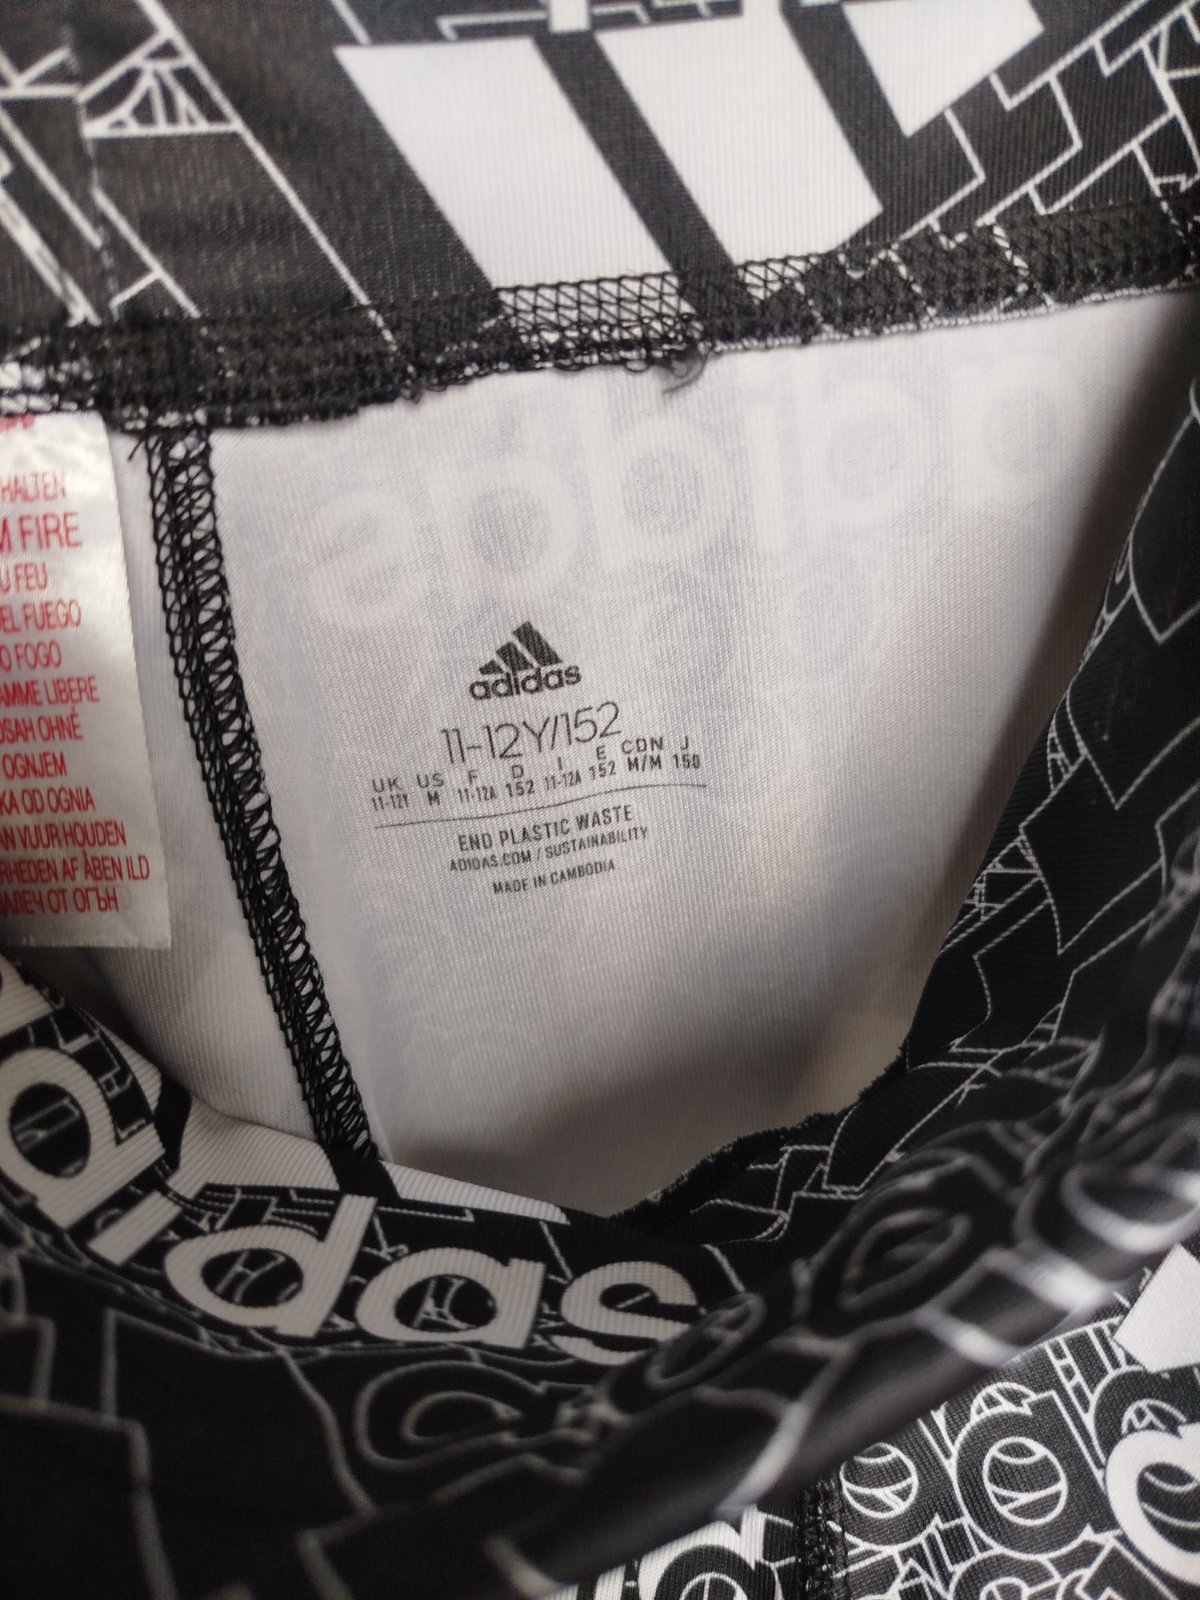 HALTEN
M FIRE
U FEU
EL FUEGO
O FOGO
AMME LIBERE
OSAH OHNĚ
OGNJEM
KA OD OGNIA
AN VUUR HOUDEN
RHEDEN AF ÅBEN ILD
АЛЕЧ ОТ ОГЪН
adidas
11-12Y/152
UK US F D I E CDN J
11-12Y M 11-12A 152 11-12A 152 M/M 150
END PLASTIC WASTE
ADIDAS.COM / SUSTAINABILITY
MADE IN CAMBODIA
adidas